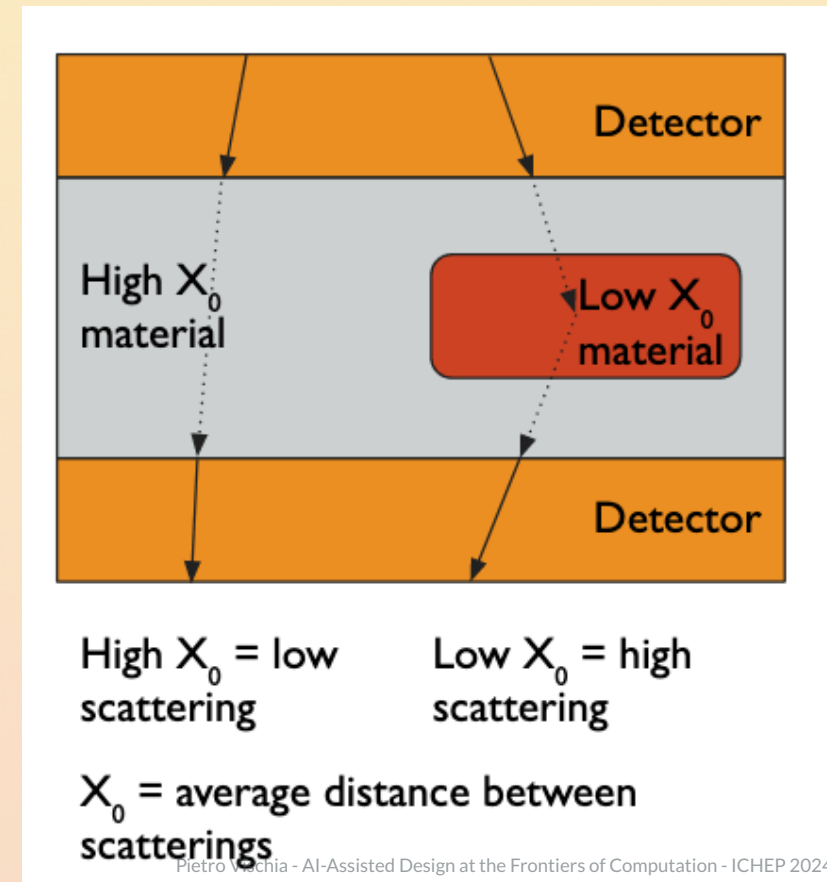 Detector
High X₀
material
Low X₀
material
Detector
High X₀ = low
scattering
Low X₀ = high
scattering
X₀ = average distance between
scatterings
Pietro Vischia - AI-Assisted Design at the Frontiers of Computation - ICHEP 2024